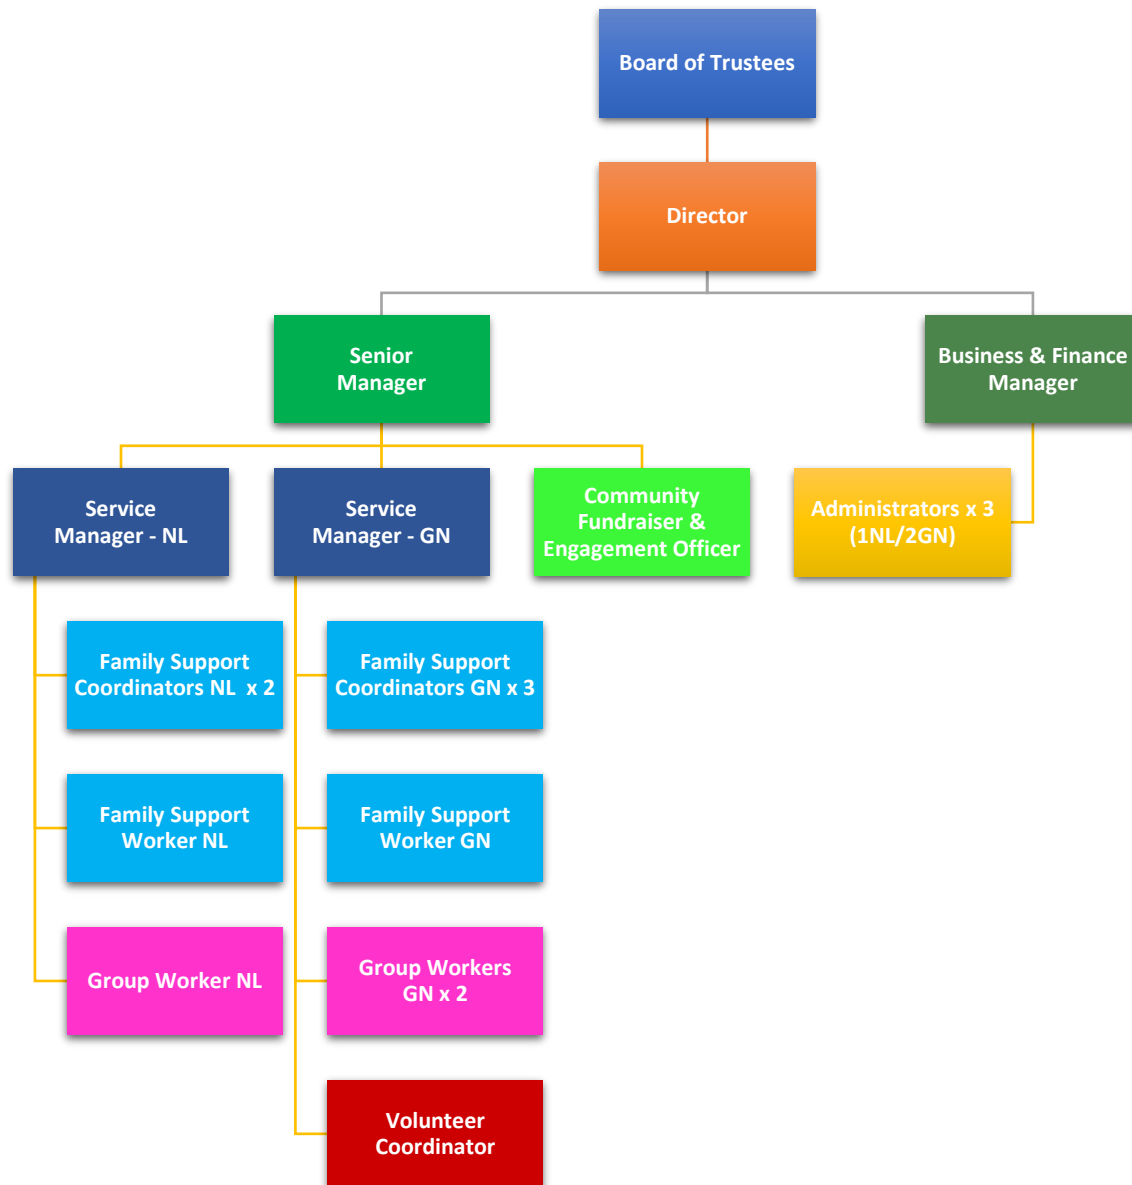 Board of Trustees
Director
Senior
Manager
Business & Finance
Manager
Service
Manager - NL
Service
Manager - GN
Community
Fundraiser &
Engagement Officer
Administrators x 3
(1NL/2GN)
Family Support
Coordinators NL  x 2
Family Support
Coordinators GN x 3
Family Support
Worker NL
Family Support
Worker GN
Group Worker NL
Group Workers
GN x 2
Volunteer
Coordinator